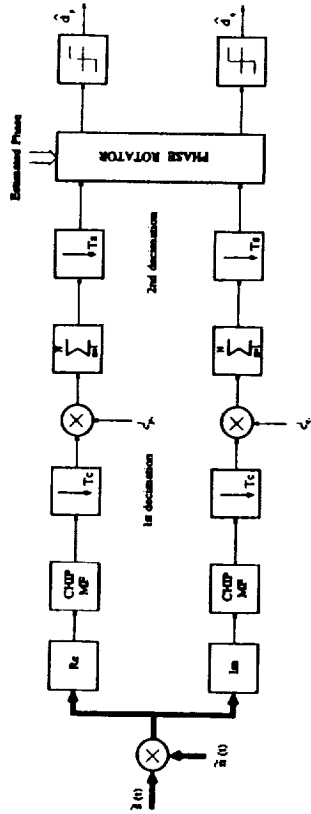 Estimated Phase
d̂p
d̂q
PHASE ROTATOR
2nd decimation
Ts
Ts
N
Σ
N
Σ
1st decimation
Tc
Tc
CHIP
MF
CHIP
MF
Re
Im
(t)
(t)